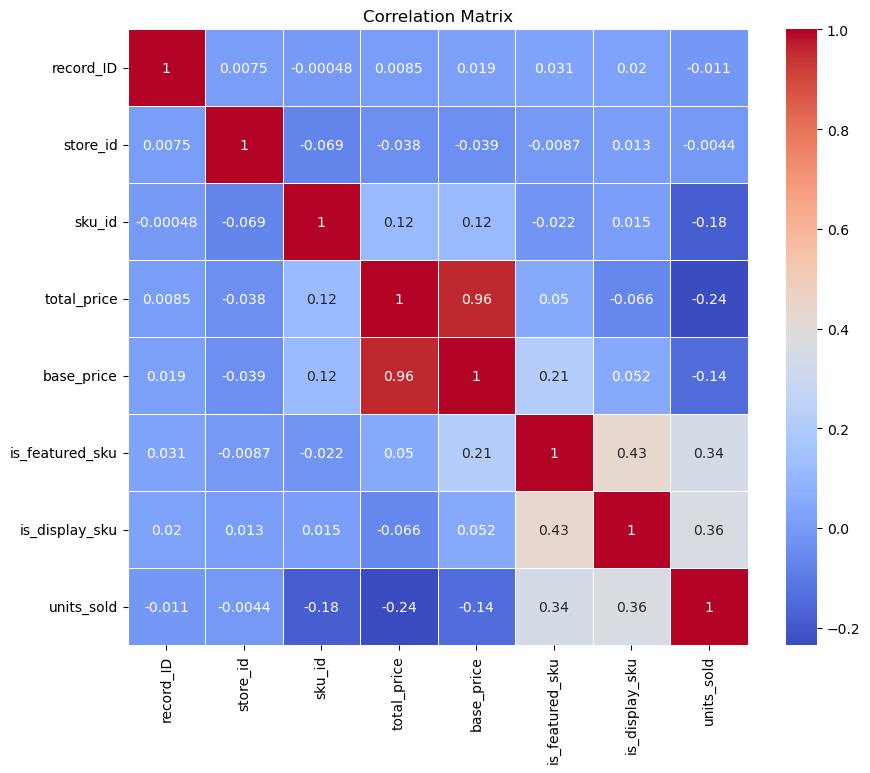 Correlation Matrix
record_ID 1 0.0075 -0.00048 0.0085 0.019 0.031 0.02 -0.011
store_id 0.0075 1 -0.069 -0.038 -0.039 -0.0087 0.013 -0.0044
sku_id -0.00048 -0.069 1 0.12 0.12 -0.022 0.015 -0.18
total_price 0.0085 -0.038 0.12 1 0.96 0.05 -0.066 -0.24
base_price 0.019 -0.039 0.12 0.96 1 0.21 0.052 -0.14
is_featured_sku 0.031 -0.0087 -0.022 0.05 0.21 1 0.43 0.34
is_display_sku 0.02 0.013 0.015 -0.066 0.052 0.43 1 0.36
units_sold -0.011 -0.0044 -0.18 -0.24 -0.14 0.34 0.36 1
record_ID
store_id
sku_id
total_price
base_price
is_featured_sku
is_display_sku
units_sold
1.0
0.8
0.6
0.4
0.2
0.0
−0.2